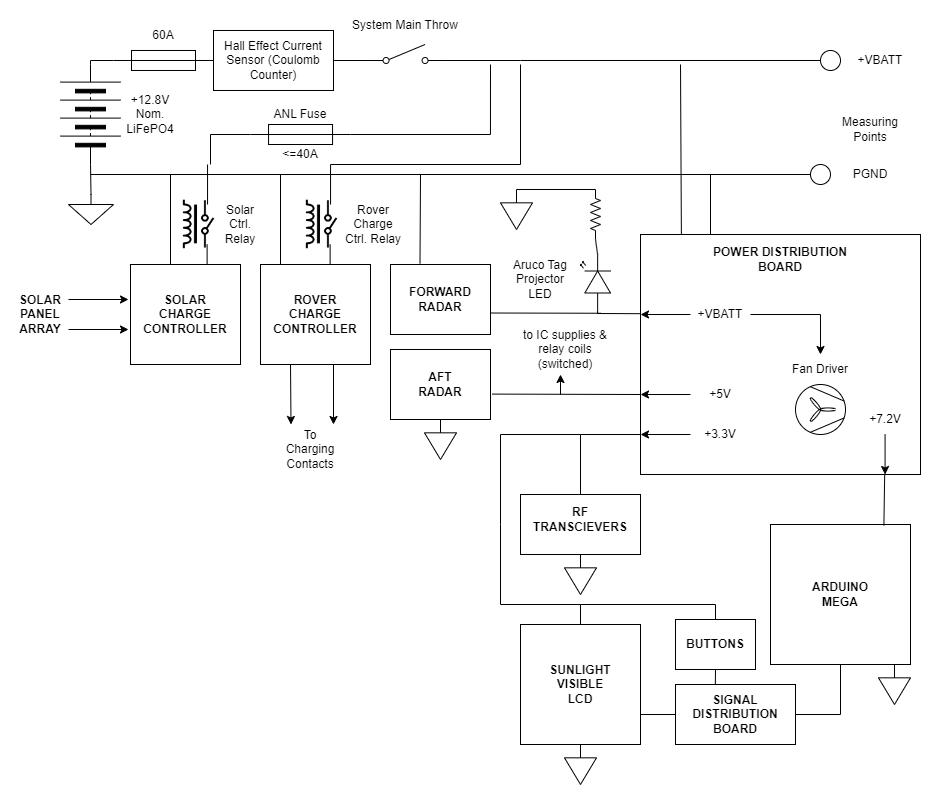 System Main Throw
60A
Hall Effect Current
Sensor (Coulomb
Counter)
+VBATT
+12.8V
Nom.
LiFePO4
ANL Fuse
<=40A
Measuring
Points
PGND
Solar
Ctrl.
Relay
Rover
Charge
Ctrl. Relay
POWER DISTRIBUTION
BOARD
Aruco Tag
Projector
LED
SOLAR
PANEL
ARRAY
SOLAR
CHARGE
CONTROLLER
ROVER
CHARGE
CONTROLLER
FORWARD
RADAR
+VBATT
to IC supplies &
relay coils
(switched)
Fan Driver
AFT
RADAR
+5V
+7.2V
+3.3V
To
Charging
Contacts
RF
TRANSCIEVERS
ARDUINO
MEGA
BUTTONS
SUNLIGHT
VISIBLE
LCD
SIGNAL
DISTRIBUTION
BOARD